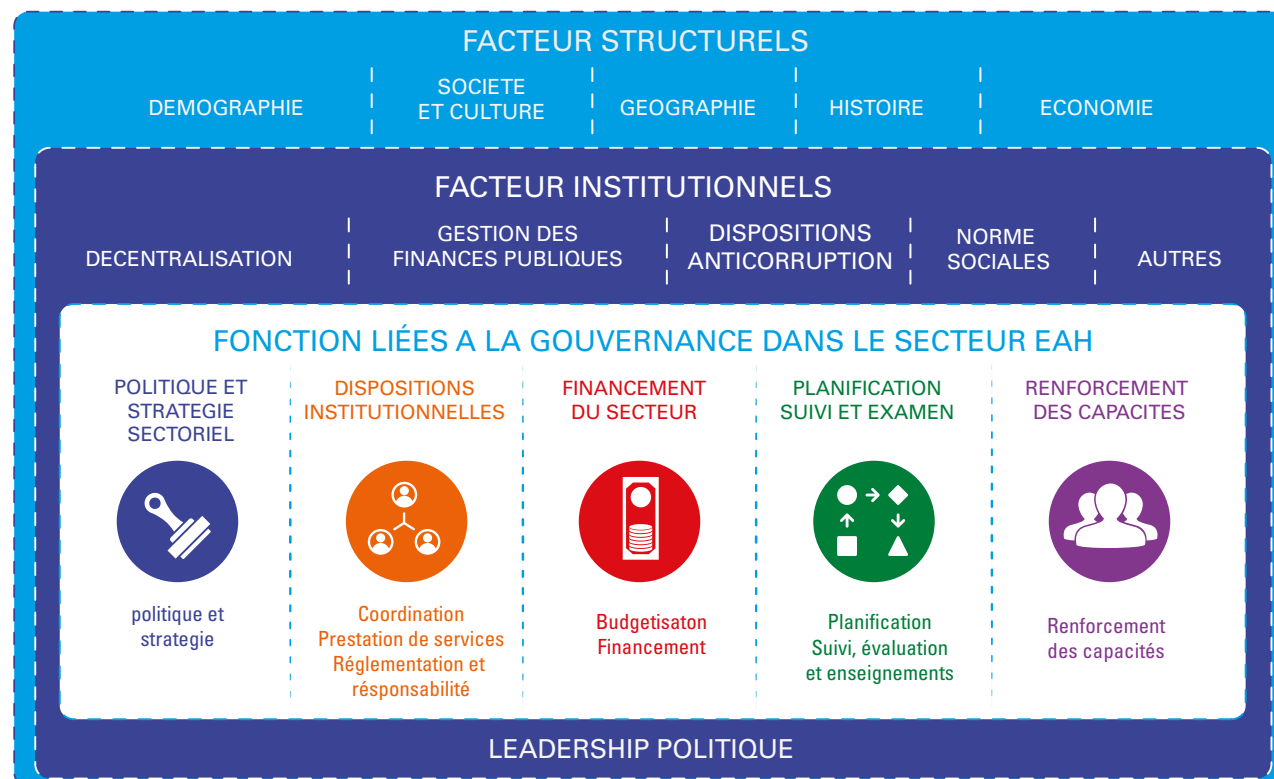 FACTEUR STRUCTURELS
DEMOGRAPHIE
SOCIETE
ET CULTURE
GEOGRAPHIE
HISTOIRE
ECONOMIE
FACTEUR INSTITUTIONNELS
DECENTRALISATION
GESTION DES
FINANCES PUBLIQUES
DISPOSITIONS
ANTICORRUPTION
NORME
SOCIALES
AUTRES
FONCTION LIÉES A LA GOUVERNANCE DANS LE SECTEUR EAH
POLITIQUE ET
STRATEGIE
SECTORIEL
politique et
strategie
DISPOSITIONS
INSTITUTIONNELLES
Coordination
Prestation de services
Réglementation et
résponsabilité
FINANCEMENT
DU SECTEUR
Budgetisaton
Financement
PLANIFICATION
SUIVI ET EXAMEN
Planification
Suivi, évaluation
et enseignements
RENFORCEMENT
DES CAPACITES
Renforcement
des capacités
LEADERSHIP POLITIQUE